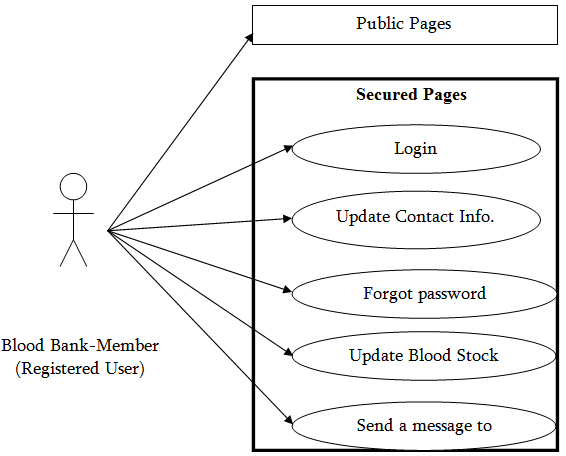 Public Pages
Secured Pages
Login
Update Contact Info.
Forgot password
Update Blood Stock
Send a message to
Blood Bank-Member
(Registered User)